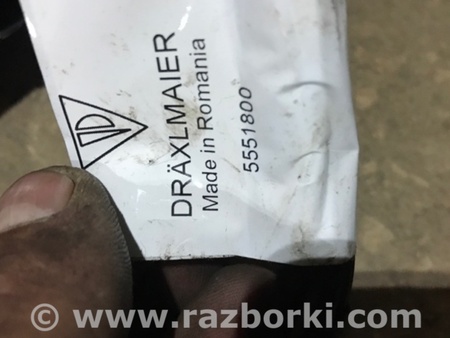 DRÄXLMAIER
Made in Romania
5551800
© www.razborki.com